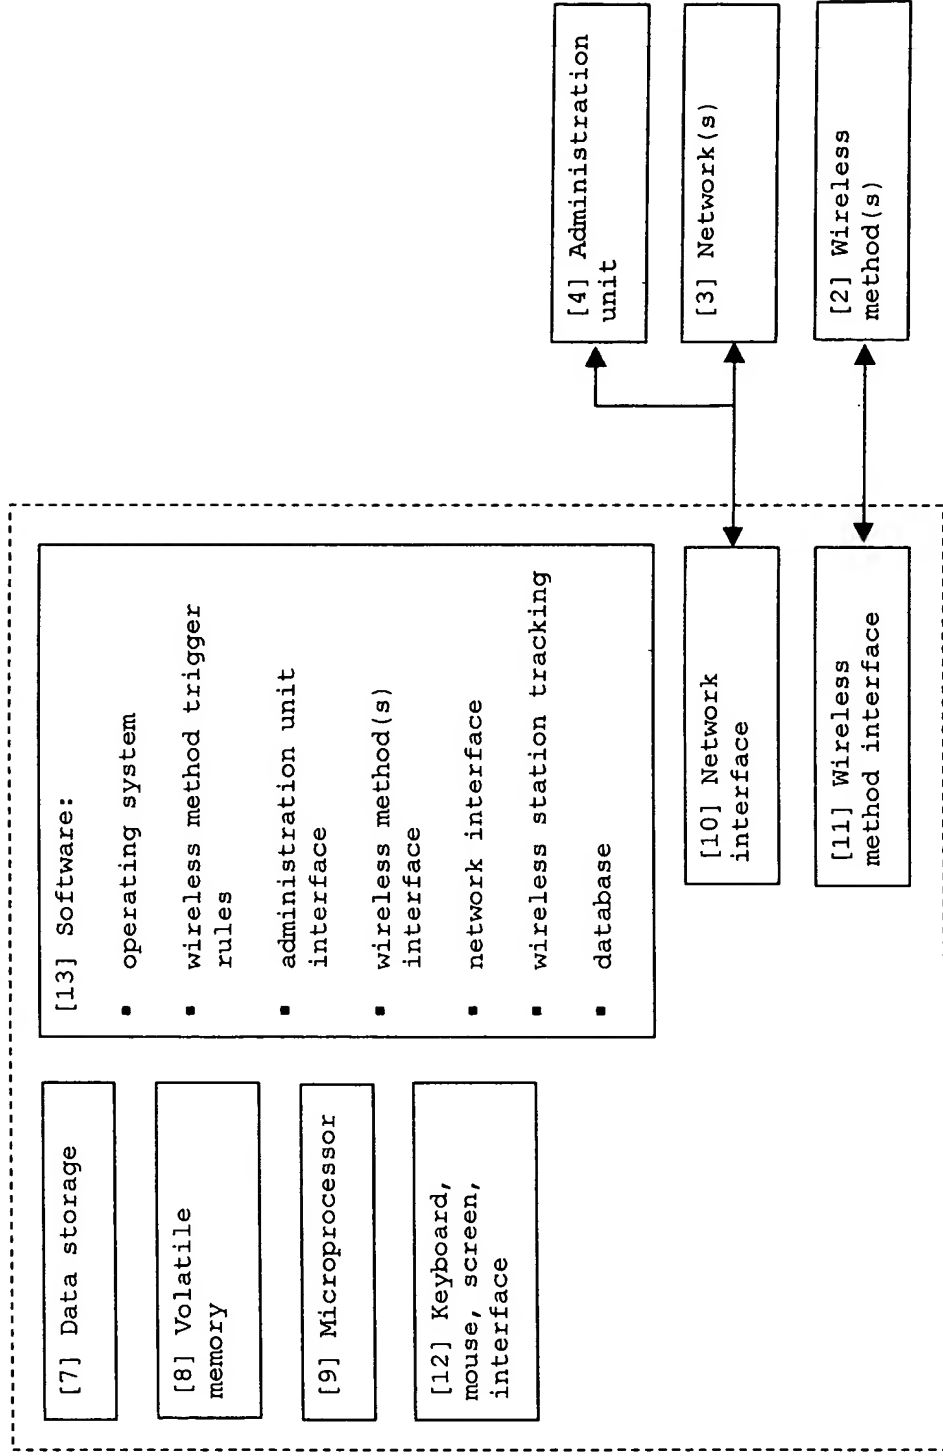 [7] Data storage
[8] Volatile
memory
[9] Microprocessor
[12] Keyboard,
mouse, screen,
interface
[13] Software:
▪ operating system
▪ wireless method trigger
rules
▪ administration unit
interface
▪ wireless method(s)
interface
▪ network interface
▪ wireless station tracking
▪ database
[10] Network
interface
[11] Wireless
method interface
[4] Administration
unit
[3] Network(s)
[2] Wireless
method(s)